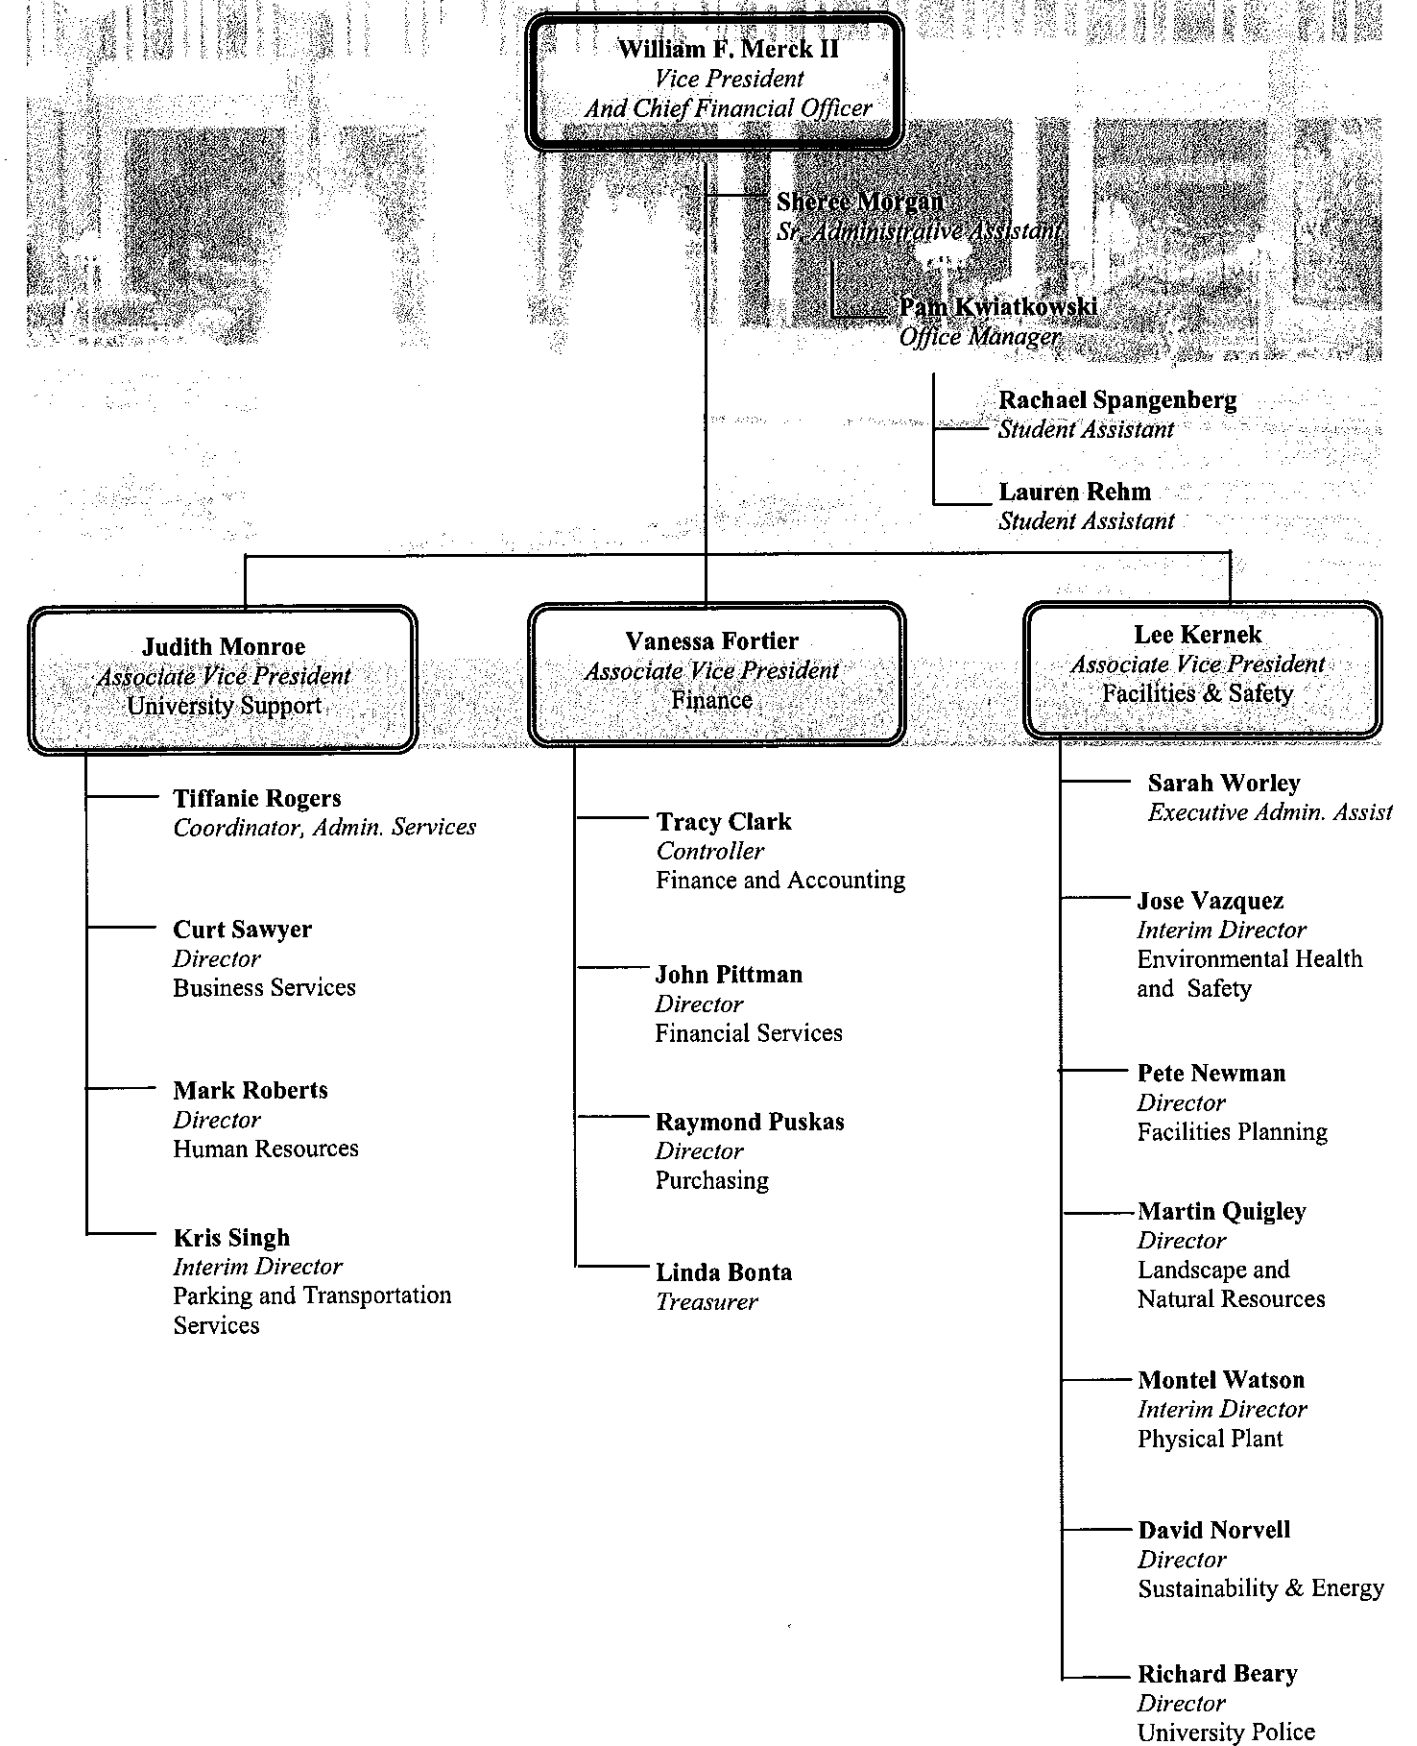 William F. Merck II
Vice President
And Chief Financial Officer
Sheree Morgan
Sr. Administrative Assistant
Pam Kwiatkowski
Office Manager
Rachael Spangenberg
Student Assistant
Lauren Rehm
Student Assistant
Judith Monroe
Associate Vice President
University Support
Vanessa Fortier
Associate Vice President
Finance
Lee Kernek
Associate Vice President
Facilities & Safety
Tiffanie Rogers
Coordinator, Admin. Services
Curt Sawyer
Director
Business Services
Mark Roberts
Director
Human Resources
Kris Singh
Interim Director
Parking and Transportation
Services
Tracy Clark
Controller
Finance and Accounting
John Pittman
Director
Financial Services
Raymond Puskas
Director
Purchasing
Linda Bonta
Treasurer
Sarah Worley
Executive Admin. Assist
Jose Vazquez
Interim Director
Environmental Health
and Safety
Pete Newman
Director
Facilities Planning
Martin Quigley
Director
Landscape and
Natural Resources
Montel Watson
Interim Director
Physical Plant
David Norvell
Director
Sustainability & Energy
Richard Beary
Director
University Police